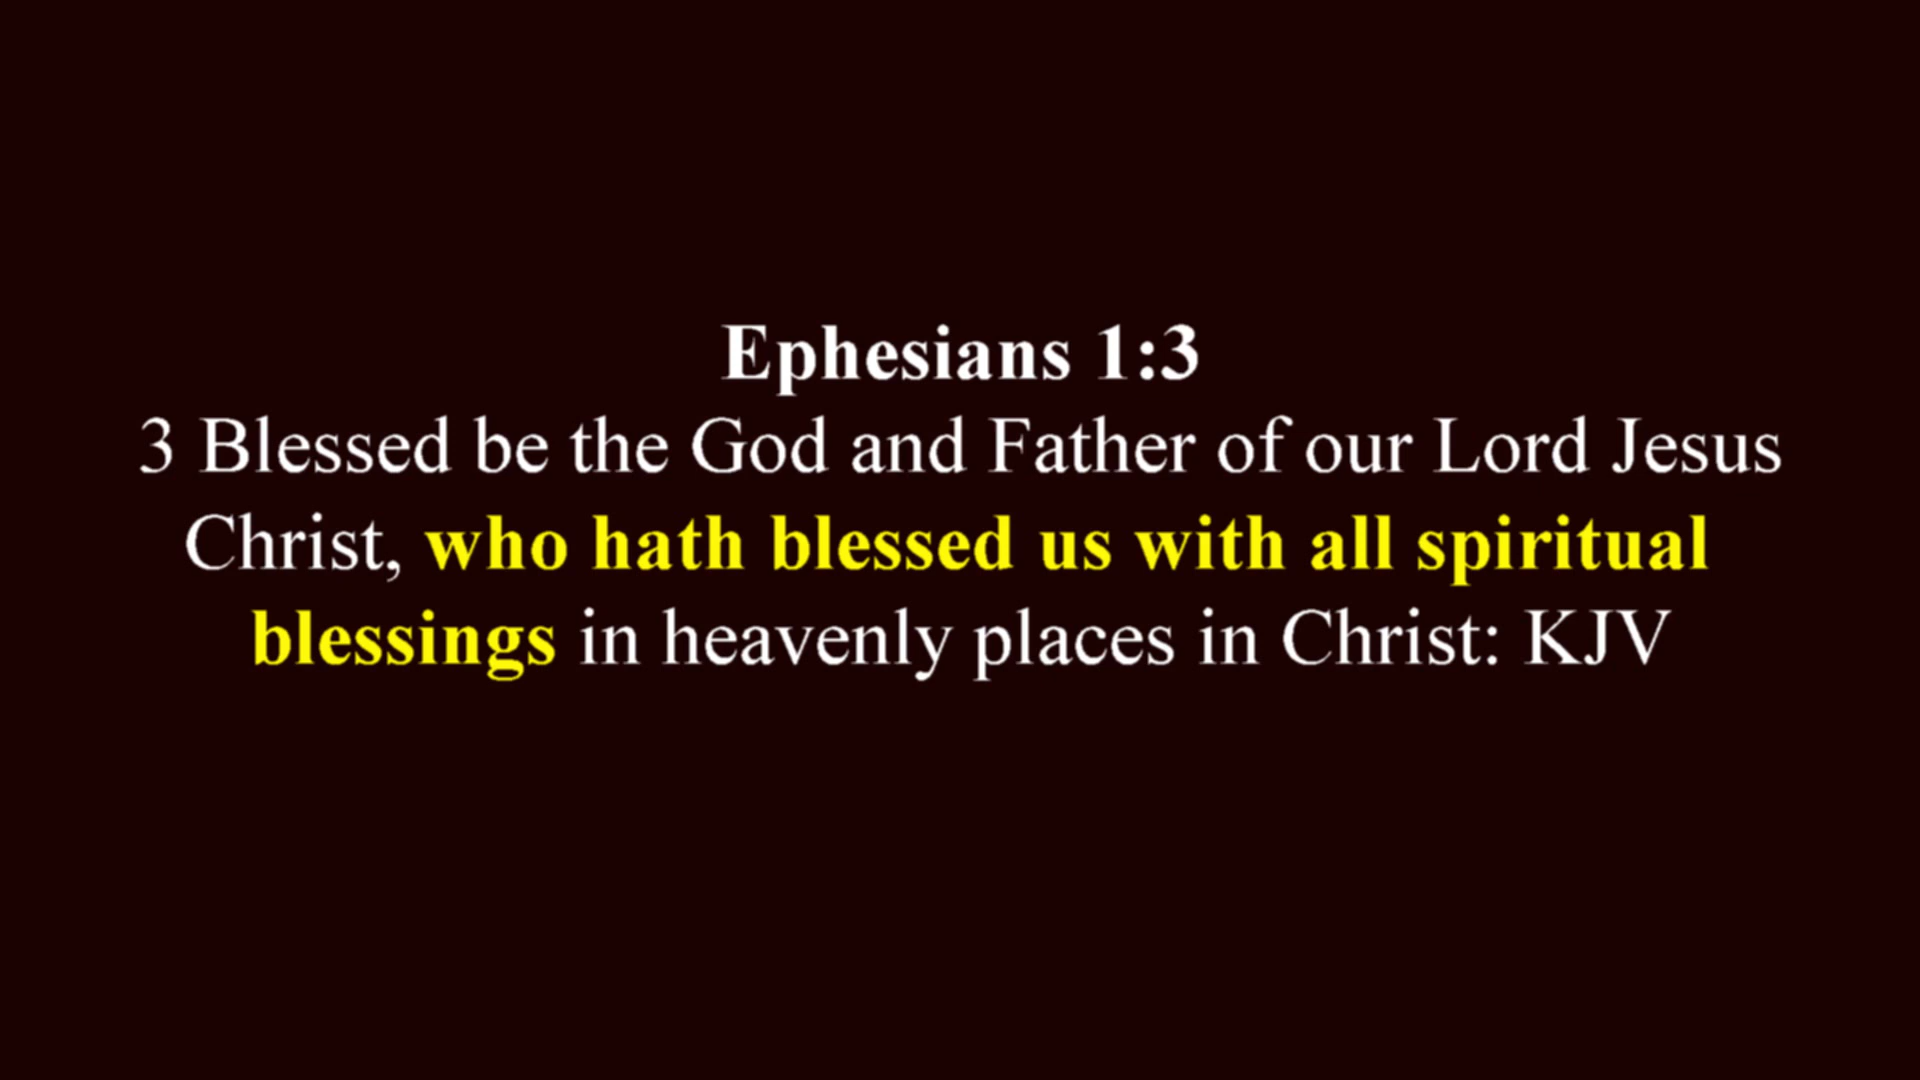 Ephesians 1:3
3 Blessed be the God and Father of our Lord Jesus
Christ, who hath blessed us with all spiritual
blessings in heavenly places in Christ: KJV